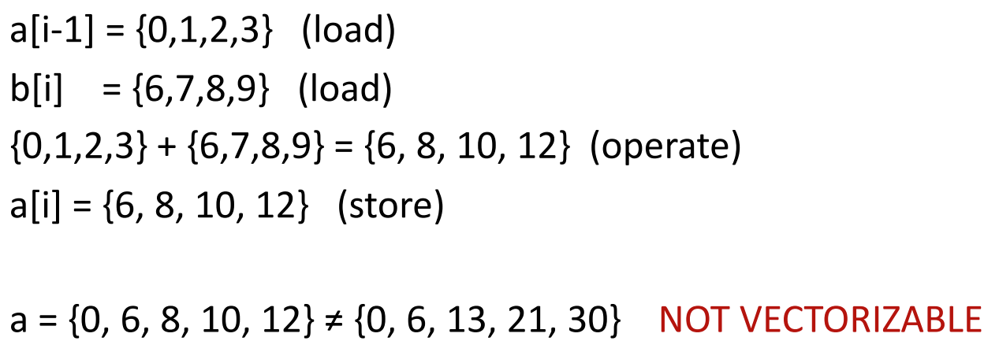 a[i-1] = {0,1,2,3} (load)
b[i] = {6,7,8,9} (load)
{0,1,2,3} + {6,7,8,9} = {6, 8, 10, 12} (operate)
a[i] = {6, 8, 10, 12} (store)
a = {0, 6, 8, 10, 12} ≠ {0, 6, 13, 21, 30} NOT VECTORIZABLE